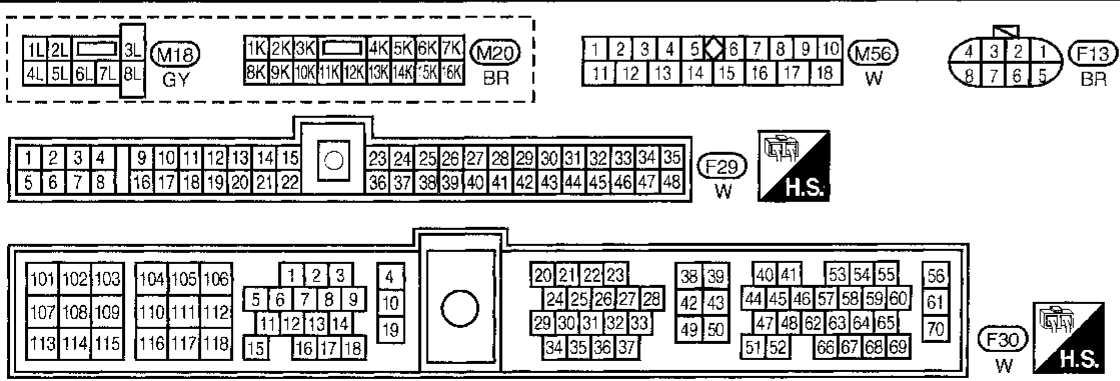 1L 2L 3L M18 1K 2K 3K 4K 5K 6K 7K M20 1 2 3 4 5 6 7 8 9 10 M56 4 3 2 1 F13
4L 5L 6L 7L 8L GY 8K 9K 10K 11K 12K 13K 14K 15K 16K BR 11 12 13 14 15 16 17 18 W 8 7 6 5 BR
1 2 3 4 9 10 11 12 13 14 15 23 24 25 26 27 28 29 30 31 32 33 34 35 F29
5 6 7 8 16 17 18 19 20 21 22 36 37 38 39 40 41 42 43 44 45 46 47 48 W H.S.
101 102 103 104 105 106 1 2 3 4 20 21 22 23 38 39 40 41 53 54 55 56
107 108 109 110 111 112 5 6 7 8 9 10 24 25 26 27 28 42 43 44 45 46 57 58 59 60 61
11 12 13 14 19 29 30 31 32 33 49 50 47 48 62 63 64 65 70 F30
113 114 115 116 117 118 15 16 17 18 34 35 36 37 51 52 66 67 68 69 W H.S.